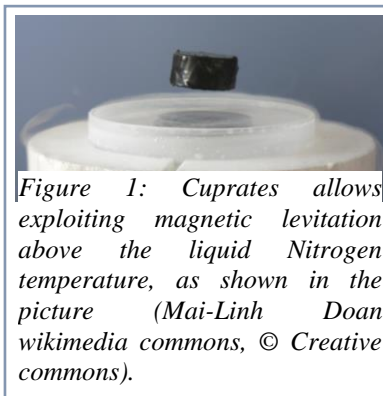 Figure 1: Cuprates allows
exploiting magnetic levitation
above the liquid Nitrogen
temperature, as shown in the
picture (Mai-Linh Doan
wikimedia commons, © Creative
commons).